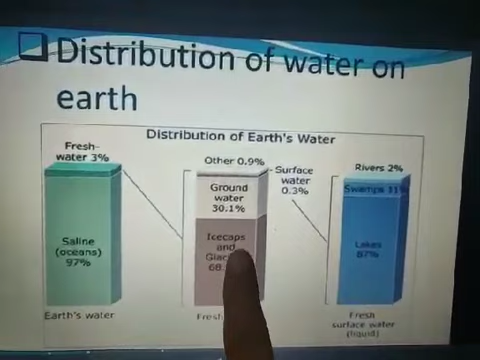 Distribution of water on
earth
Distribution of Earth's Water
Fresh-
water 3%
Saline
(oceans)
97%
Earth's water
Other 0.9%
Ground
water
30.1%
Icecaps
and
Surface
water
0.3%
Rivers 2%
Swamps 11%
Lakes
87%
Fresh
surface water
(liquid)